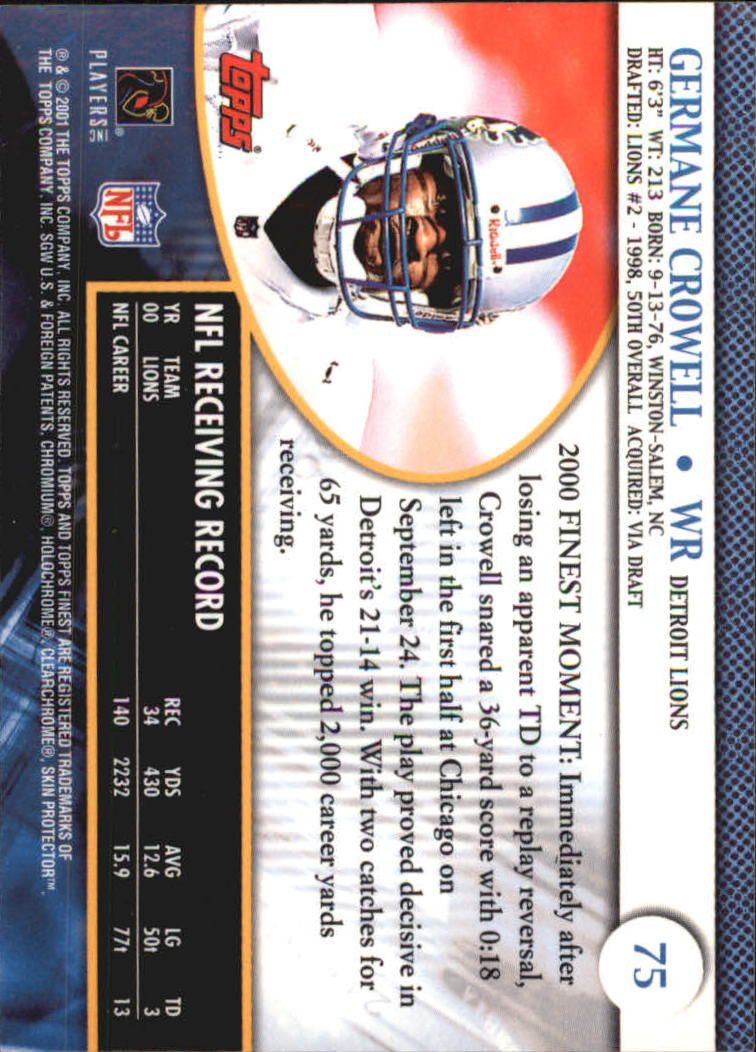 75
GERMANE CROWELL • WR DETROIT LIONS
HT: 6'3" WT: 213 BORN: 9-13-76, WINSTON-SALEM, NC
DRAFTED: LIONS #2 - 1998, 50TH OVERALL ACQUIRED: VIA DRAFT
Riddell
2000 FINEST MOMENT: Immediately after
losing an apparent TD to a replay reversal,
Crowell snared a 36-yard score with 0:18
left in the first half at Chicago on
September 24. The play proved decisive in
Detroit's 21-14 win. With two catches for
65 yards, he topped 2,000 career yards
receiving.
topps®
NFL RECEIVING RECORD
YR TEAM REC YDS AVG LG TD
00 LIONS 34 430 12.6 50t 3
NFL CAREER 140 2232 15.9 77t 13
PLAYERS INC®
NFL
® & © 2001 THE TOPPS COMPANY, INC. ALL RIGHTS RESERVED. TOPPS AND TOPPS FINEST ARE REGISTERED TRADEMARKS OF
THE TOPPS COMPANY, INC. SGW U.S. & FOREIGN PATENTS, CHROMIUM®, HOLOCHROME®, CLEARCHROME®, SKIN PROTECTOR™.